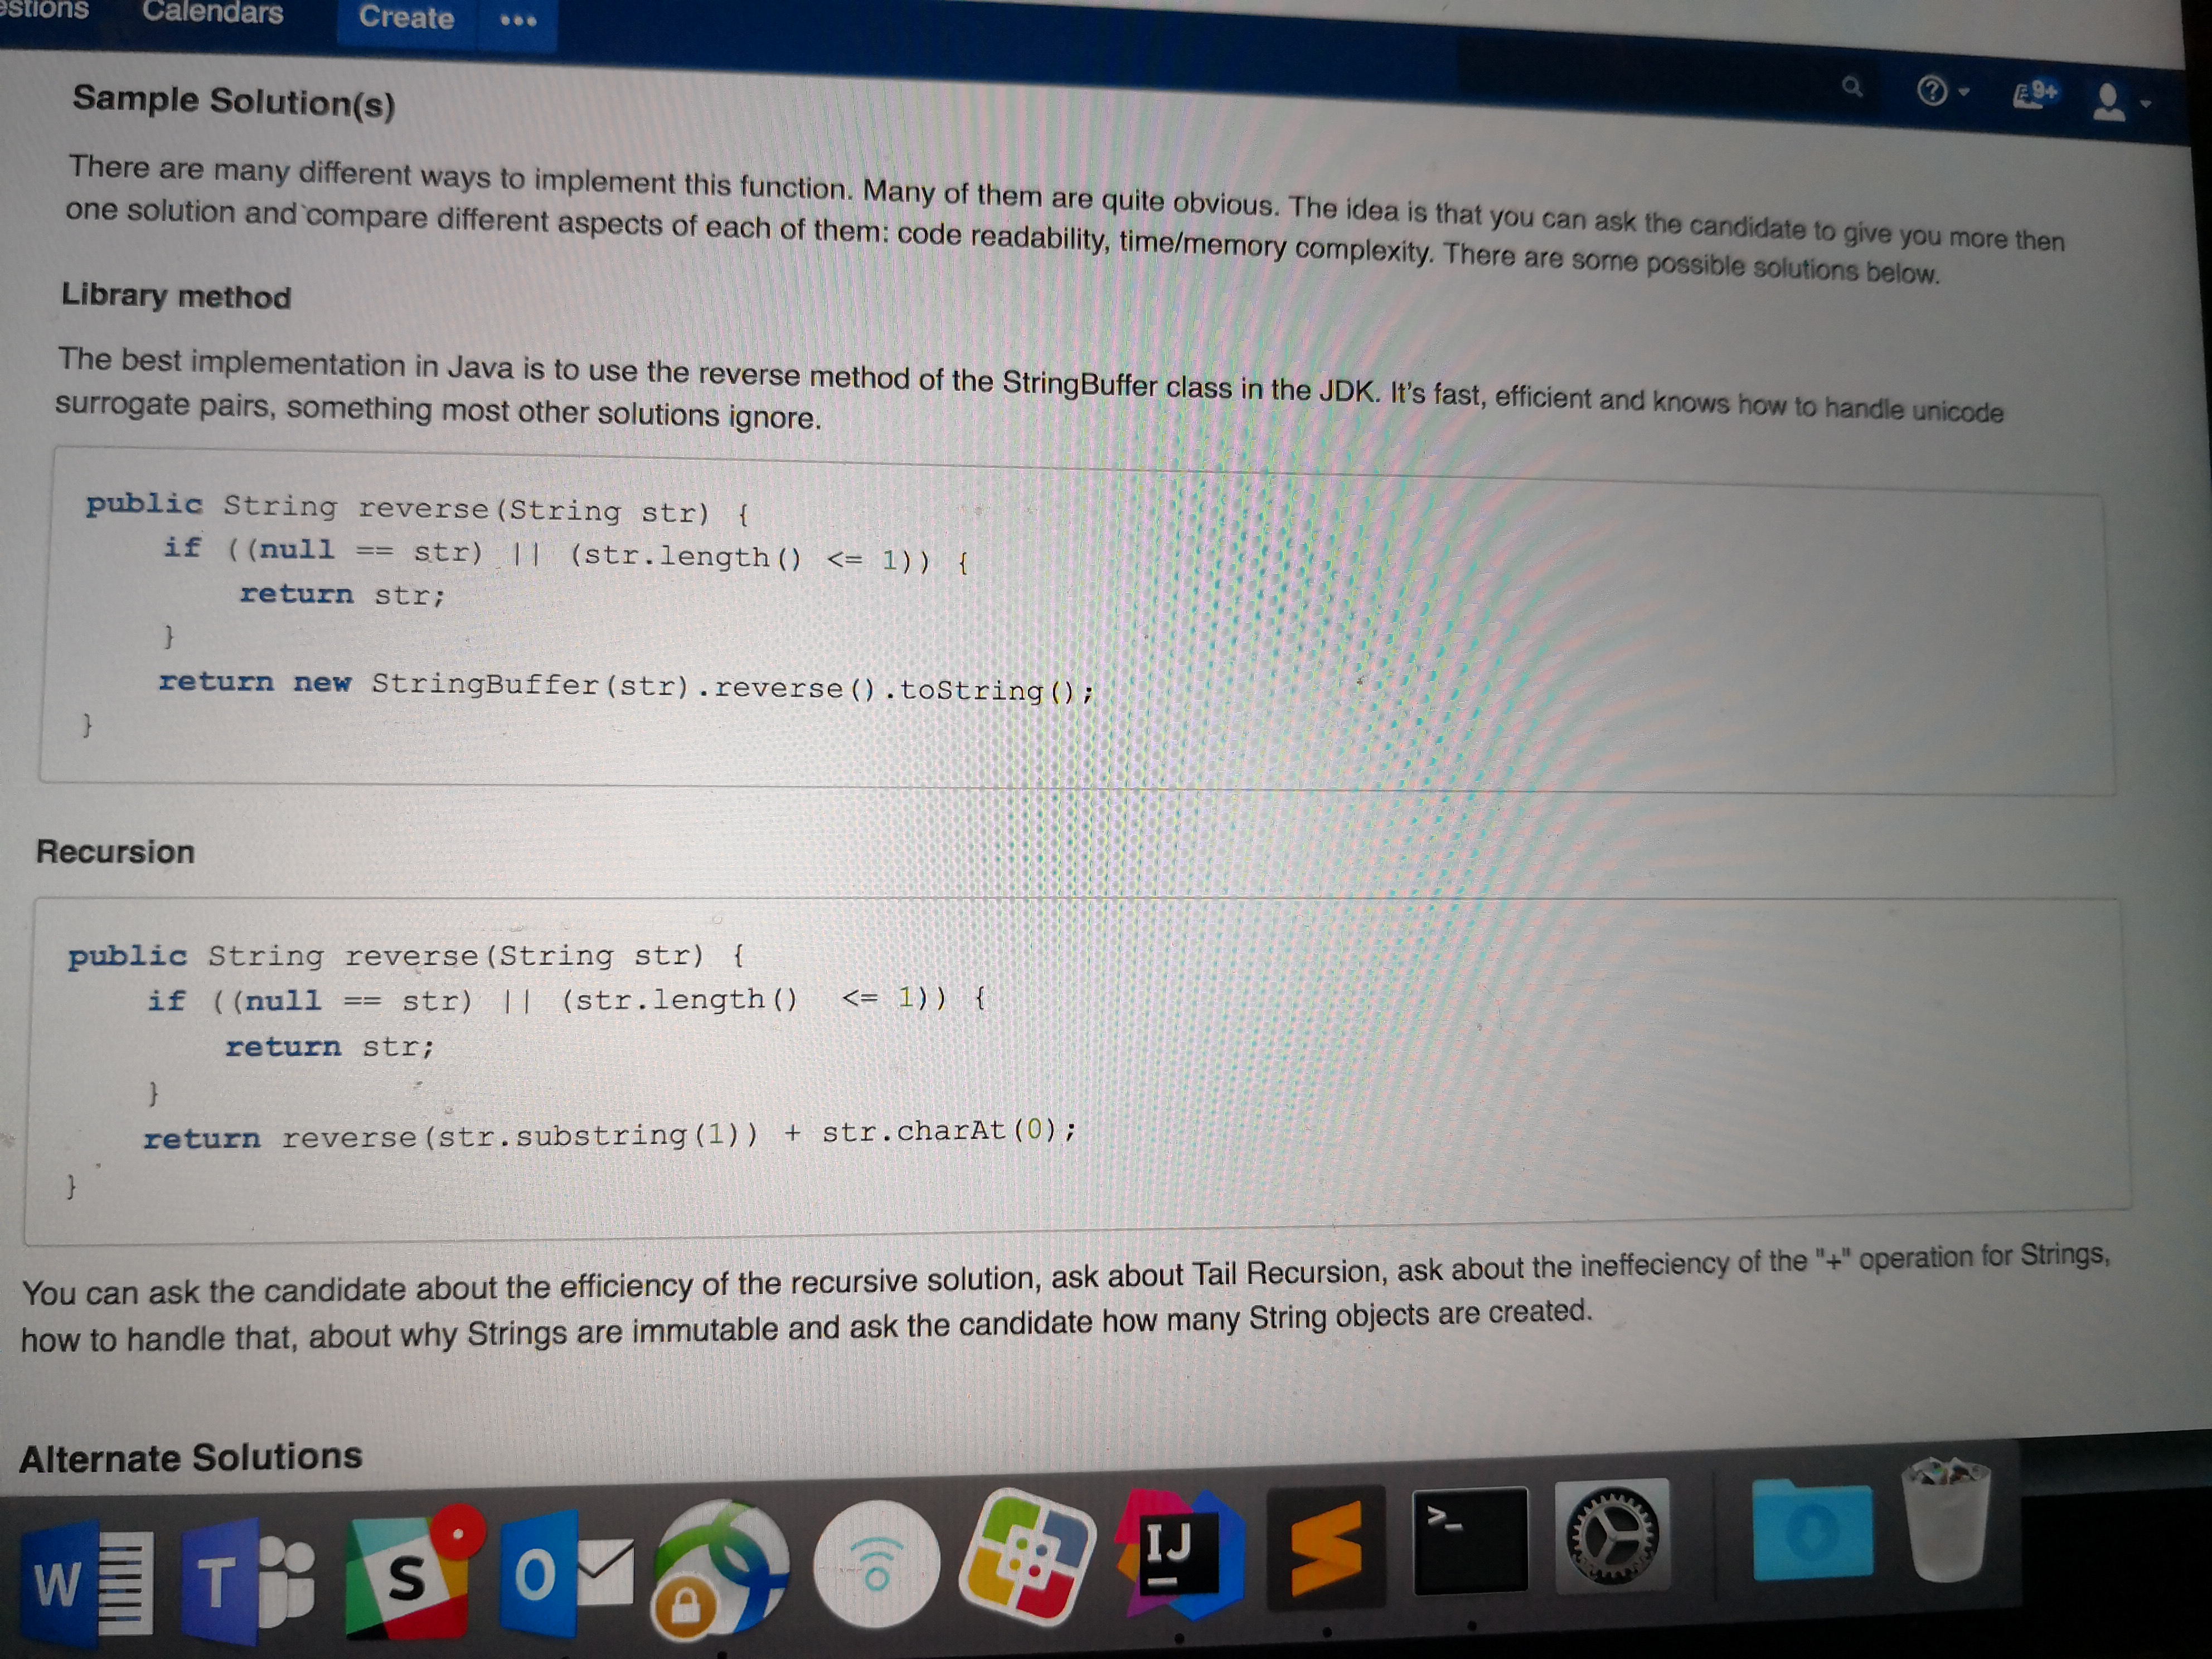 Calendars Create •••
9+
Sample Solution(s)
There are many different ways to implement this function. Many of them are quite obvious. The idea is that you can ask the candidate to give you more then
one solution and compare different aspects of each of them: code readability, time/memory complexity. There are some possible solutions below.
Library method
The best implementation in Java is to use the reverse method of the StringBuffer class in the JDK. It's fast, efficient and knows how to handle unicode
surrogate pairs, something most other solutions ignore.
public String reverse(String str) {
if ((null == str) || (str.length() <= 1)) {
return str;
}
return new StringBuffer(str).reverse().toString();
}
Recursion
public String reverse(String str) {
if ((null == str) || (str.length() <= 1)) {
return str;
}
return reverse(str.substring(1)) + str.charAt(0);
}
You can ask the candidate about the efficiency of the recursive solution, ask about Tail Recursion, ask about the ineffeciency of the "+" operation for Strings,
how to handle that, about why Strings are immutable and ask the candidate how many String objects are created.
Alternate Solutions
W T S O IJ >_